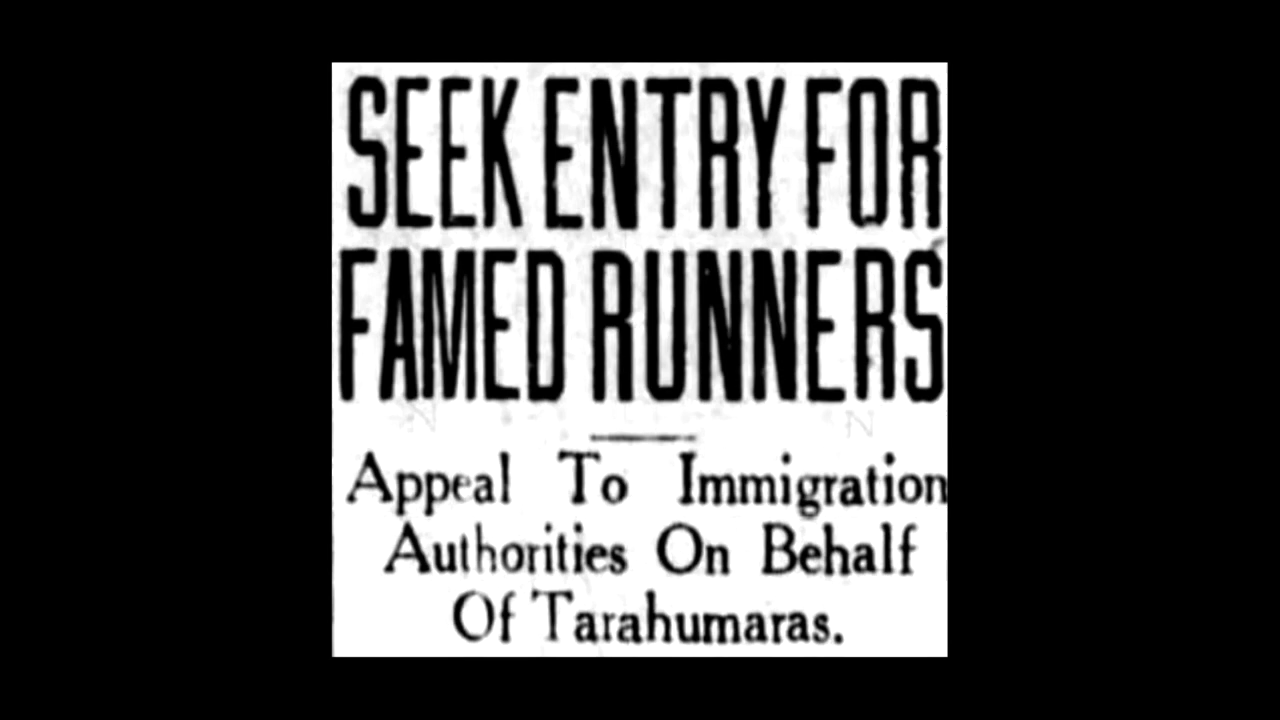 SEEK ENTRY FOR
FAMED RUNNERS
Appeal To Immigration
Authorities On Behalf
Of Tarahumaras.